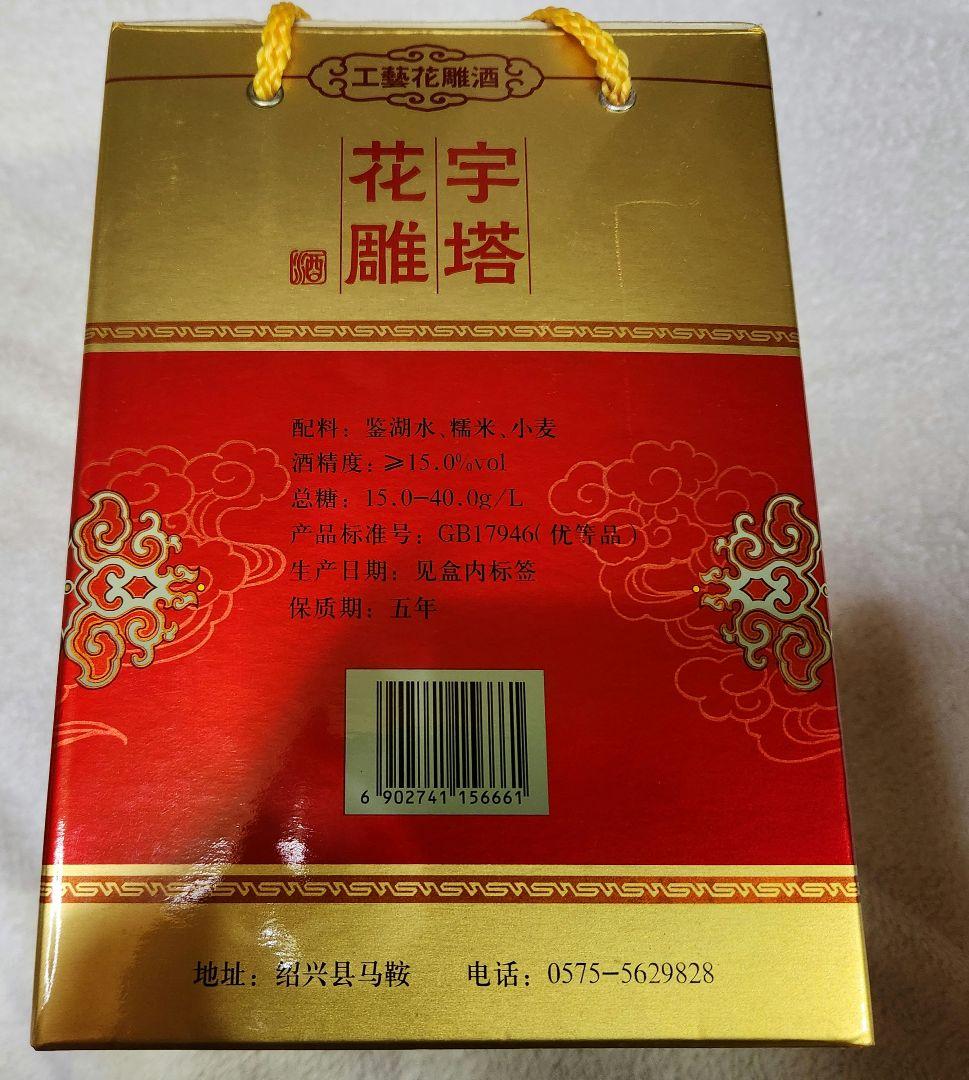 工藝花雕酒
宇塔
花雕
酒
配料：鉴湖水、糯米、小麦
酒精度：≥15.0%vol
总糖：15.0-40.0g/L
产品标准号：GB17946(优等品)
生产日期：见盒内标签
保质期：五年
6 902741 156661
地址：绍兴县马鞍 电话：0575-5629828